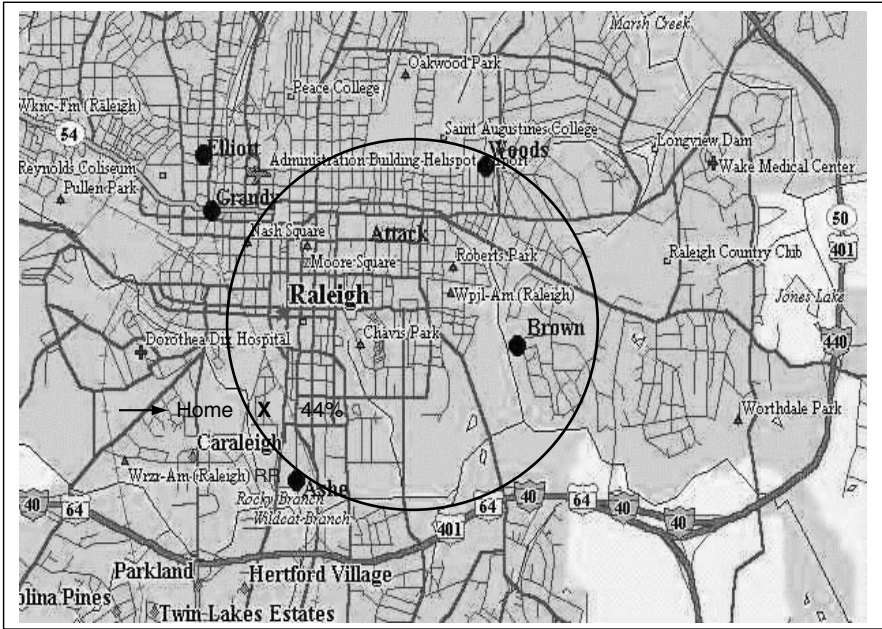 Marsh Creek
Oakwood Park
Peace College
Wknc-Fm (Raleigh)
54
Saint Augustines College
Elliott
Woods
Longview Dam
Administration Building Helispot
Reynolds Coliseum
Wake Medical Center
Pullen Park
Grandy
50
Nash Square
Attack
401
Moore Square
Roberts Park
Raleigh Country Club
Raleigh
Wpjl-Am (Raleigh)
Jones Lake
Brown
Dorothea Dix Hospital
Chavis Park
440
Home X 44%
Worthdale Park
Caraleigh
Wrzr-Am (Raleigh) RR
Ashe
Rocky Branch
Wildcat Branch
40
64
401
64
40
64
40
40
Parkland
Hertford Village
olina Pines
Twin Lakes Estates